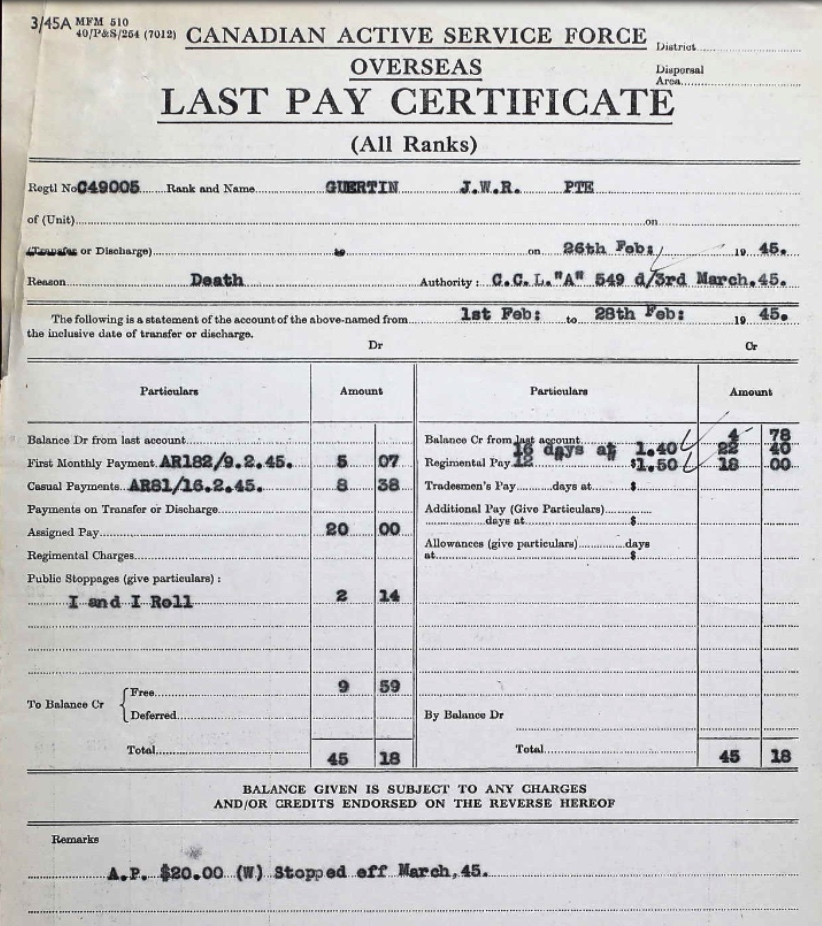 3/45A MFM 510
40/P&S/254 (7012)
CANADIAN ACTIVE SERVICE FORCE
District
OVERSEAS
Dispersal
Area
LAST PAY CERTIFICATE
(All Ranks)
Regtl No C49005 Rank and Name GUERTIN J.W.R. PTE
of (Unit) on
(Transfer or Discharge) to on 26th Feb: 19 45.
Reason Death Authority: C.C.L."A" 549 d/3rd March.45.
The following is a statement of the account of the above-named from 1st Feb: to 28th Feb: 19 45.
the inclusive date of transfer or discharge.
Dr Cr
Particulars Amount Particulars Amount
Balance Dr from last account Balance Cr from last account 4 78
16 days at 1.40 22 40
First Monthly Payment AR182/9.2.45. 5 07 Regimental Pay 12 " " $1.50 18 00
Casual Payments AR81/16.2.45. 8 38 Tradesmen's Pay days at $
Payments on Transfer or Discharge Additional Pay (Give Particulars)
days at $
Assigned Pay 20 00
Allowances (give particulars) days
Regimental Charges at $
Public Stoppages (give particulars) :
I and I Roll 2 14
To Balance Cr Free 9 59
Deferred By Balance Dr
Total 45 18 Total 45 18
BALANCE GIVEN IS SUBJECT TO ANY CHARGES
AND/OR CREDITS ENDORSED ON THE REVERSE HEREOF
Remarks
A.P. $20.00 (W) Stopped eff March,45.